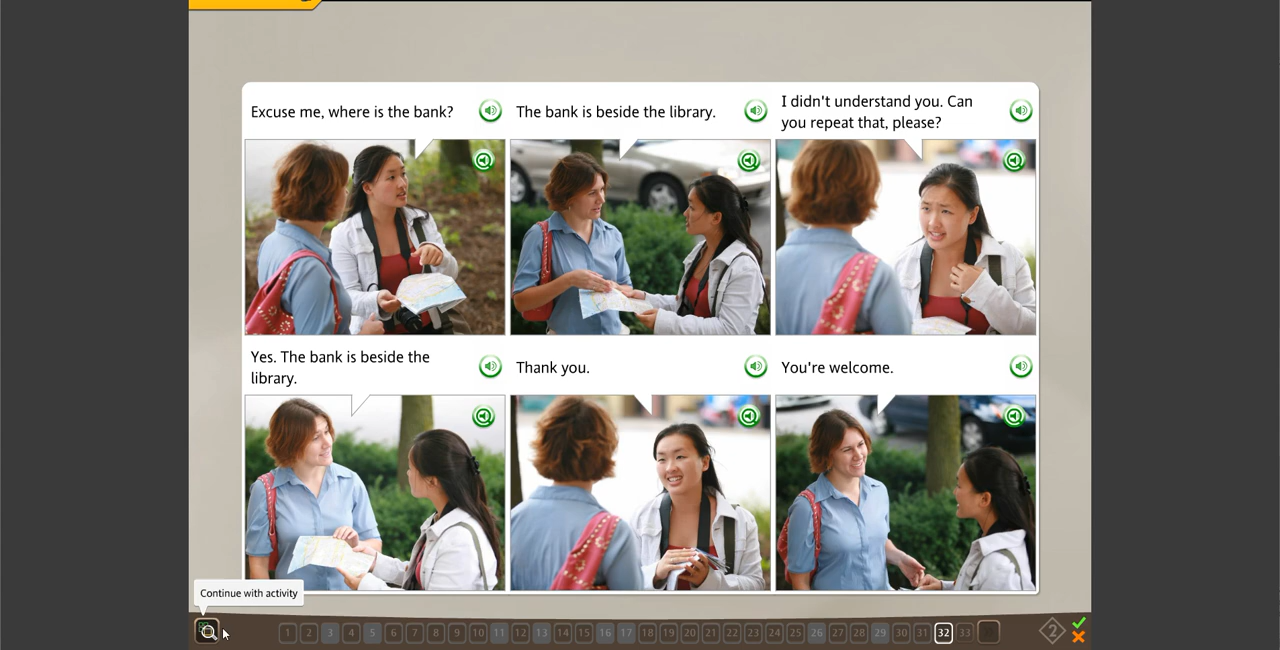 Excuse me, where is the bank?
The bank is beside the library.
I didn't understand you. Can
you repeat that, please?
Yes. The bank is beside the
library.
Thank you.
You're welcome.
Continue with activity
1 2 3 4 5 6 7 8 9 10 11 12 13 14 15 16 17 18 19 20 21 22 23 24 25 26 27 28 29 30 31 32 33
2